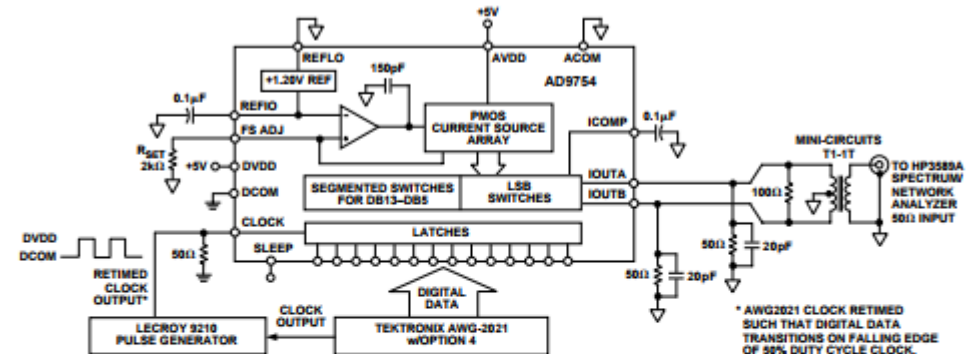 +5V
REFLO
AVDD
ACOM
AD9754
+1.20V REF
150pF
0.1μF
REFIO
PMOS
CURRENT SOURCE
ARRAY
ICOMP
0.1μF
FS ADJ
RSET
2kΩ
+5V
DVDD
DCOM
SEGMENTED SWITCHES
FOR DB13–DB5
LSB
SWITCHES
IOUTA
IOUTB
MINI-CIRCUITS
T1-1T
100Ω
TO HP3589A
SPECTRUM/
NETWORK
ANALYZER
50Ω INPUT
CLOCK
LATCHES
DVDD
DCOM
50Ω
SLEEP
50Ω
20pF
50Ω
20pF
RETIMED
CLOCK
OUTPUT*
DIGITAL
DATA
CLOCK
OUTPUT
LECROY 9210
PULSE GENERATOR
TEKTRONIX AWG-2021
w/OPTION 4
* AWG2021 CLOCK RETIMED
SUCH THAT DIGITAL DATA
TRANSITIONS ON FALLING EDGE
OF 50% DUTY CYCLE CLOCK.